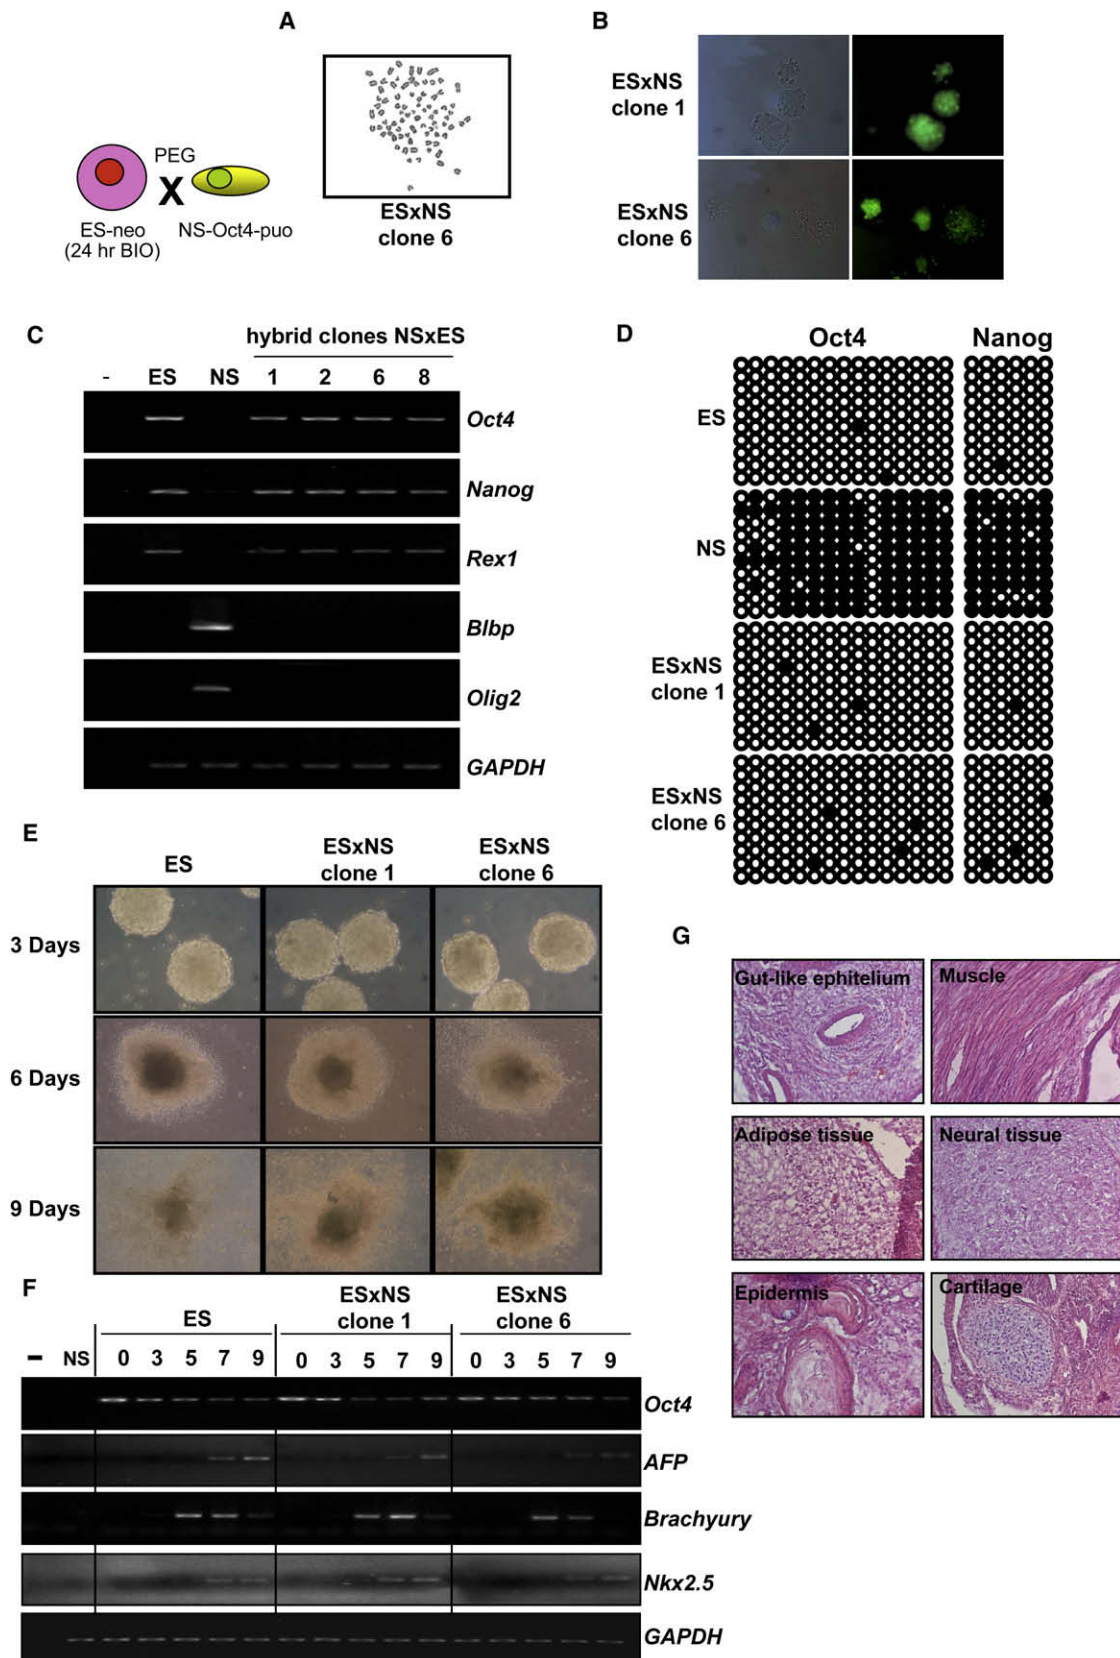 A
PEG
X
ES-neo
(24 hr BIO)
NS-Oct4-puo
ESxNS
clone 6
B
ESxNS
clone 1
ESxNS
clone 6
C
hybrid clones NSxES
- ES NS 1 2 6 8
Oct4
Nanog
Rex1
Blbp
Olig2
GAPDH
D
Oct4 Nanog
ES
NS
ESxNS
clone 1
ESxNS
clone 6
E
ES
ESxNS
clone 1
ESxNS
clone 6
3 Days
6 Days
9 Days
F
ES
ESxNS
clone 1
ESxNS
clone 6
- NS 0 3 5 7 9 0 3 5 7 9 0 3 5 7 9
Oct4
AFP
Brachyury
Nkx2.5
GAPDH
G
Gut-like ephitelium
Muscle
Adipose tissue
Neural tissue
Epidermis
Cartilage